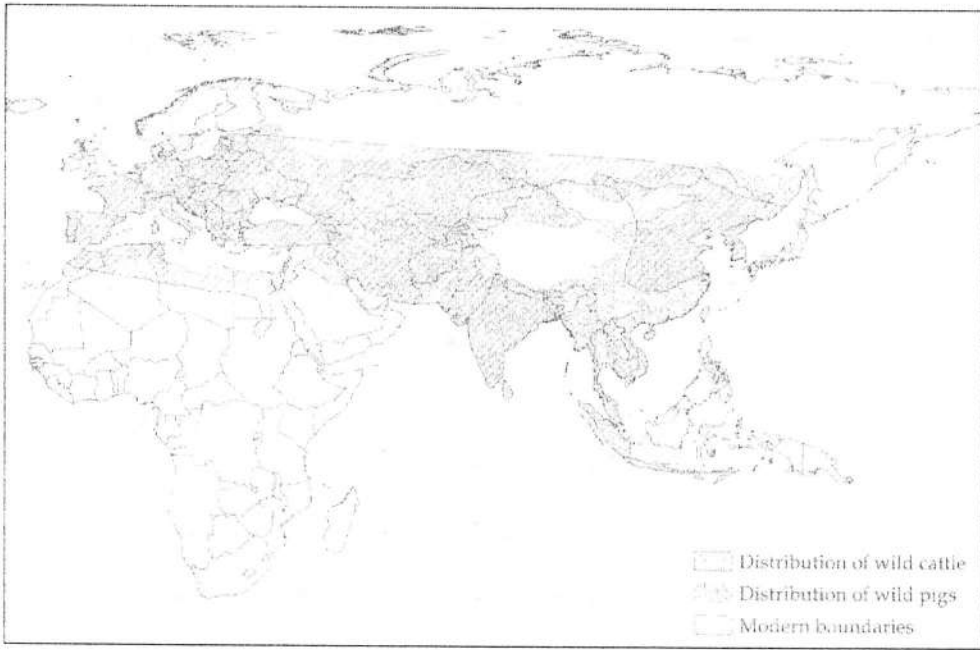 Distribution of wild cattle
Distribution of wild pigs
Modern boundaries